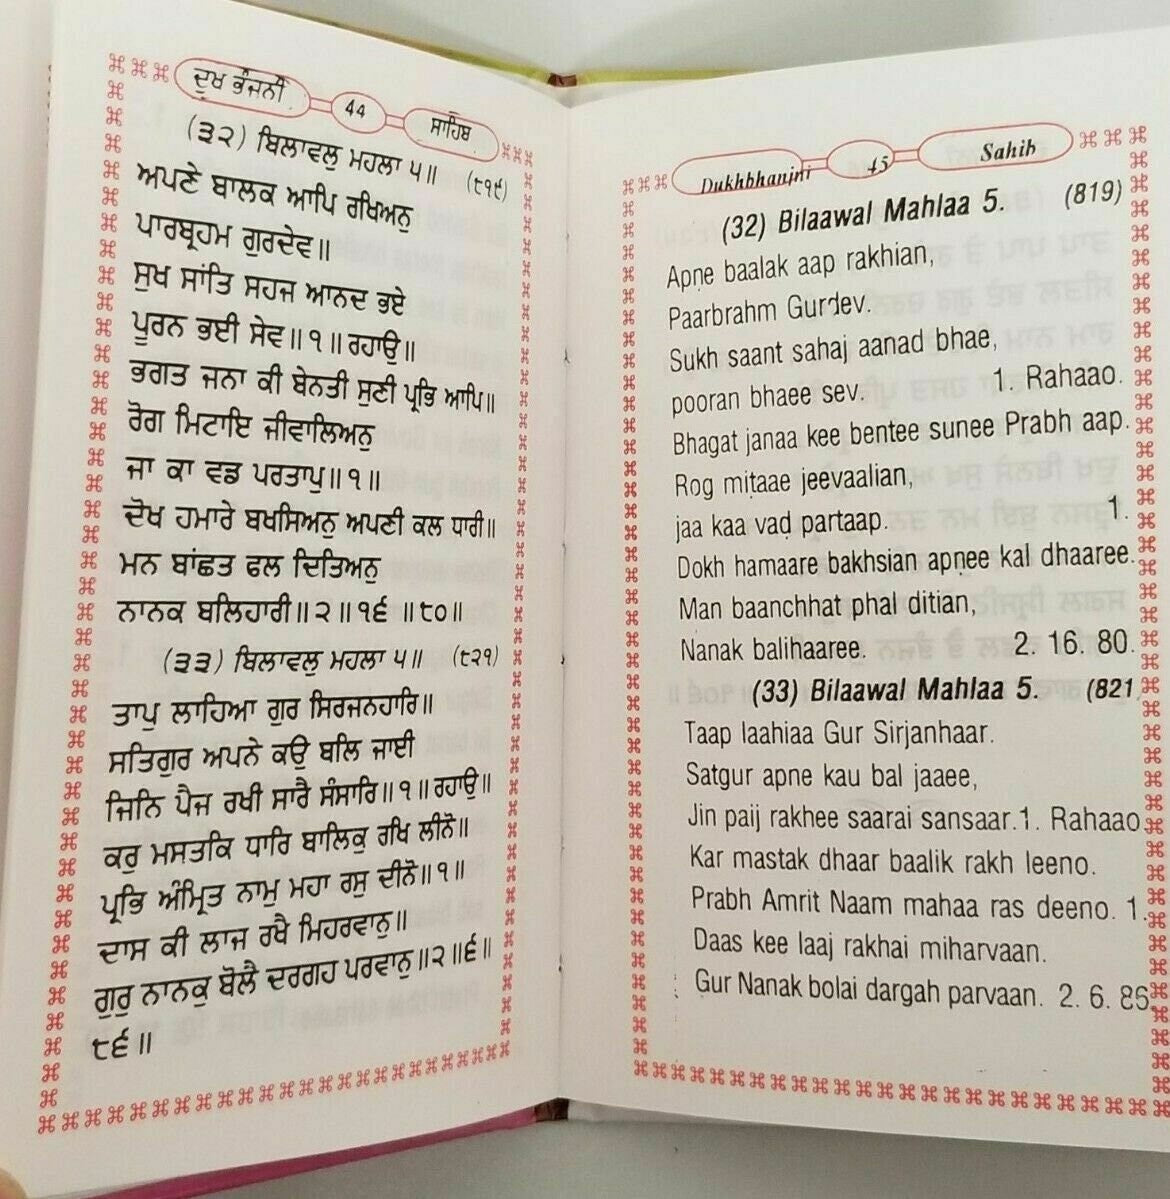 ਦੁਖ ਭੰਜਨੀ 44 ਸਾਹਿਬ
(੩੨) ਬਿਲਾਵਲੁ ਮਹਲਾ ੫॥ (੮੧੯)
ਅਪਣੇ ਬਾਲਕ ਆਪਿ ਰਖਿਅਨੁ
ਪਾਰਬ੍ਰਹਮ ਗੁਰਦੇਵ॥
ਸੁਖ ਸਾਂਤਿ ਸਹਜ ਆਨਦ ਭਏ
ਪੂਰਨ ਭਈ ਸੇਵ॥੧॥ਰਹਾਉ॥
ਭਗਤ ਜਨਾ ਕੀ ਬੇਨਤੀ ਸੁਣੀ ਪ੍ਰਭਿ ਆਪਿ॥
ਰੋਗ ਮਿਟਾਇ ਜੀਵਾਲਿਅਨੁ
ਜਾ ਕਾ ਵਡ ਪਰਤਾਪੁ॥੧॥
ਦੋਖ ਹਮਾਰੇ ਬਖਸਿਅਨੁ ਅਪਣੀ ਕਲ ਧਾਰੀ॥
ਮਨ ਬਾਂਛਤ ਫਲ ਦਿਤਿਅਨੁ
ਨਾਨਕ ਬਲਿਹਾਰੀ॥੨॥੧੬॥੮੦॥
(੩੩) ਬਿਲਾਵਲੁ ਮਹਲਾ ੫॥ (੮੨੧)
ਤਾਪੁ ਲਾਹਿਆ ਗੁਰ ਸਿਰਜਨਹਾਰਿ॥
ਸਤਿਗੁਰ ਅਪਨੇ ਕਉ ਬਲਿ ਜਾਈ
ਜਿਨਿ ਪੈਜ ਰਖੀ ਸਾਰੈ ਸੰਸਾਰਿ॥੧॥ਰਹਾਉ॥
ਕਰੁ ਮਸਤਕਿ ਧਾਰਿ ਬਾਲਿਕੁ ਰਖਿ ਲੀਨੋ॥
ਪ੍ਰਭਿ ਅੰਮ੍ਰਿਤ ਨਾਮੁ ਮਹਾ ਰਸੁ ਦੀਨੋ॥੧॥
ਦਾਸ ਕੀ ਲਾਜ ਰਖੈ ਮਿਹਰਵਾਨੁ॥
ਗੁਰੁ ਨਾਨਕੁ ਬੋਲੈ ਦਰਗਹ ਪਰਵਾਨੁ॥੨॥੬॥
੮੬॥
Dukhbhanjni 45 Sahib
(32) Bilaawal Mahlaa 5. (819)
Apṇe baalak aap rakhian,
Paarbrahm Gurdev.
Sukh saant sahaj aanad bhae,
pooran bhaee sev. 1. Rahaao.
Bhagat janaa kee bentee sunee Prabh aap.
Rog miṭaae jeevaalian,
jaa kaa vaḍ partaap. 1.
Dokh hamaare bakhsian apṇee kal dhaaree.
Man baanchhat phal ditian,
Nanak balihaaree. 2. 16. 80.
(33) Bilaawal Mahlaa 5. (821
Taap laahiaa Gur Sirjanhaar.
Satgur apne kau bal jaaee,
Jin paij rakhee saarai sansaar.1. Rahaao.
Kar mastak dhaar baalik rakh leeno.
Prabh Amrit Naam mahaa ras deeno. 1.
Daas kee laaj rakhai miharvaan.
Gur Nanak bolai dargah parvaan. 2. 6. 86.